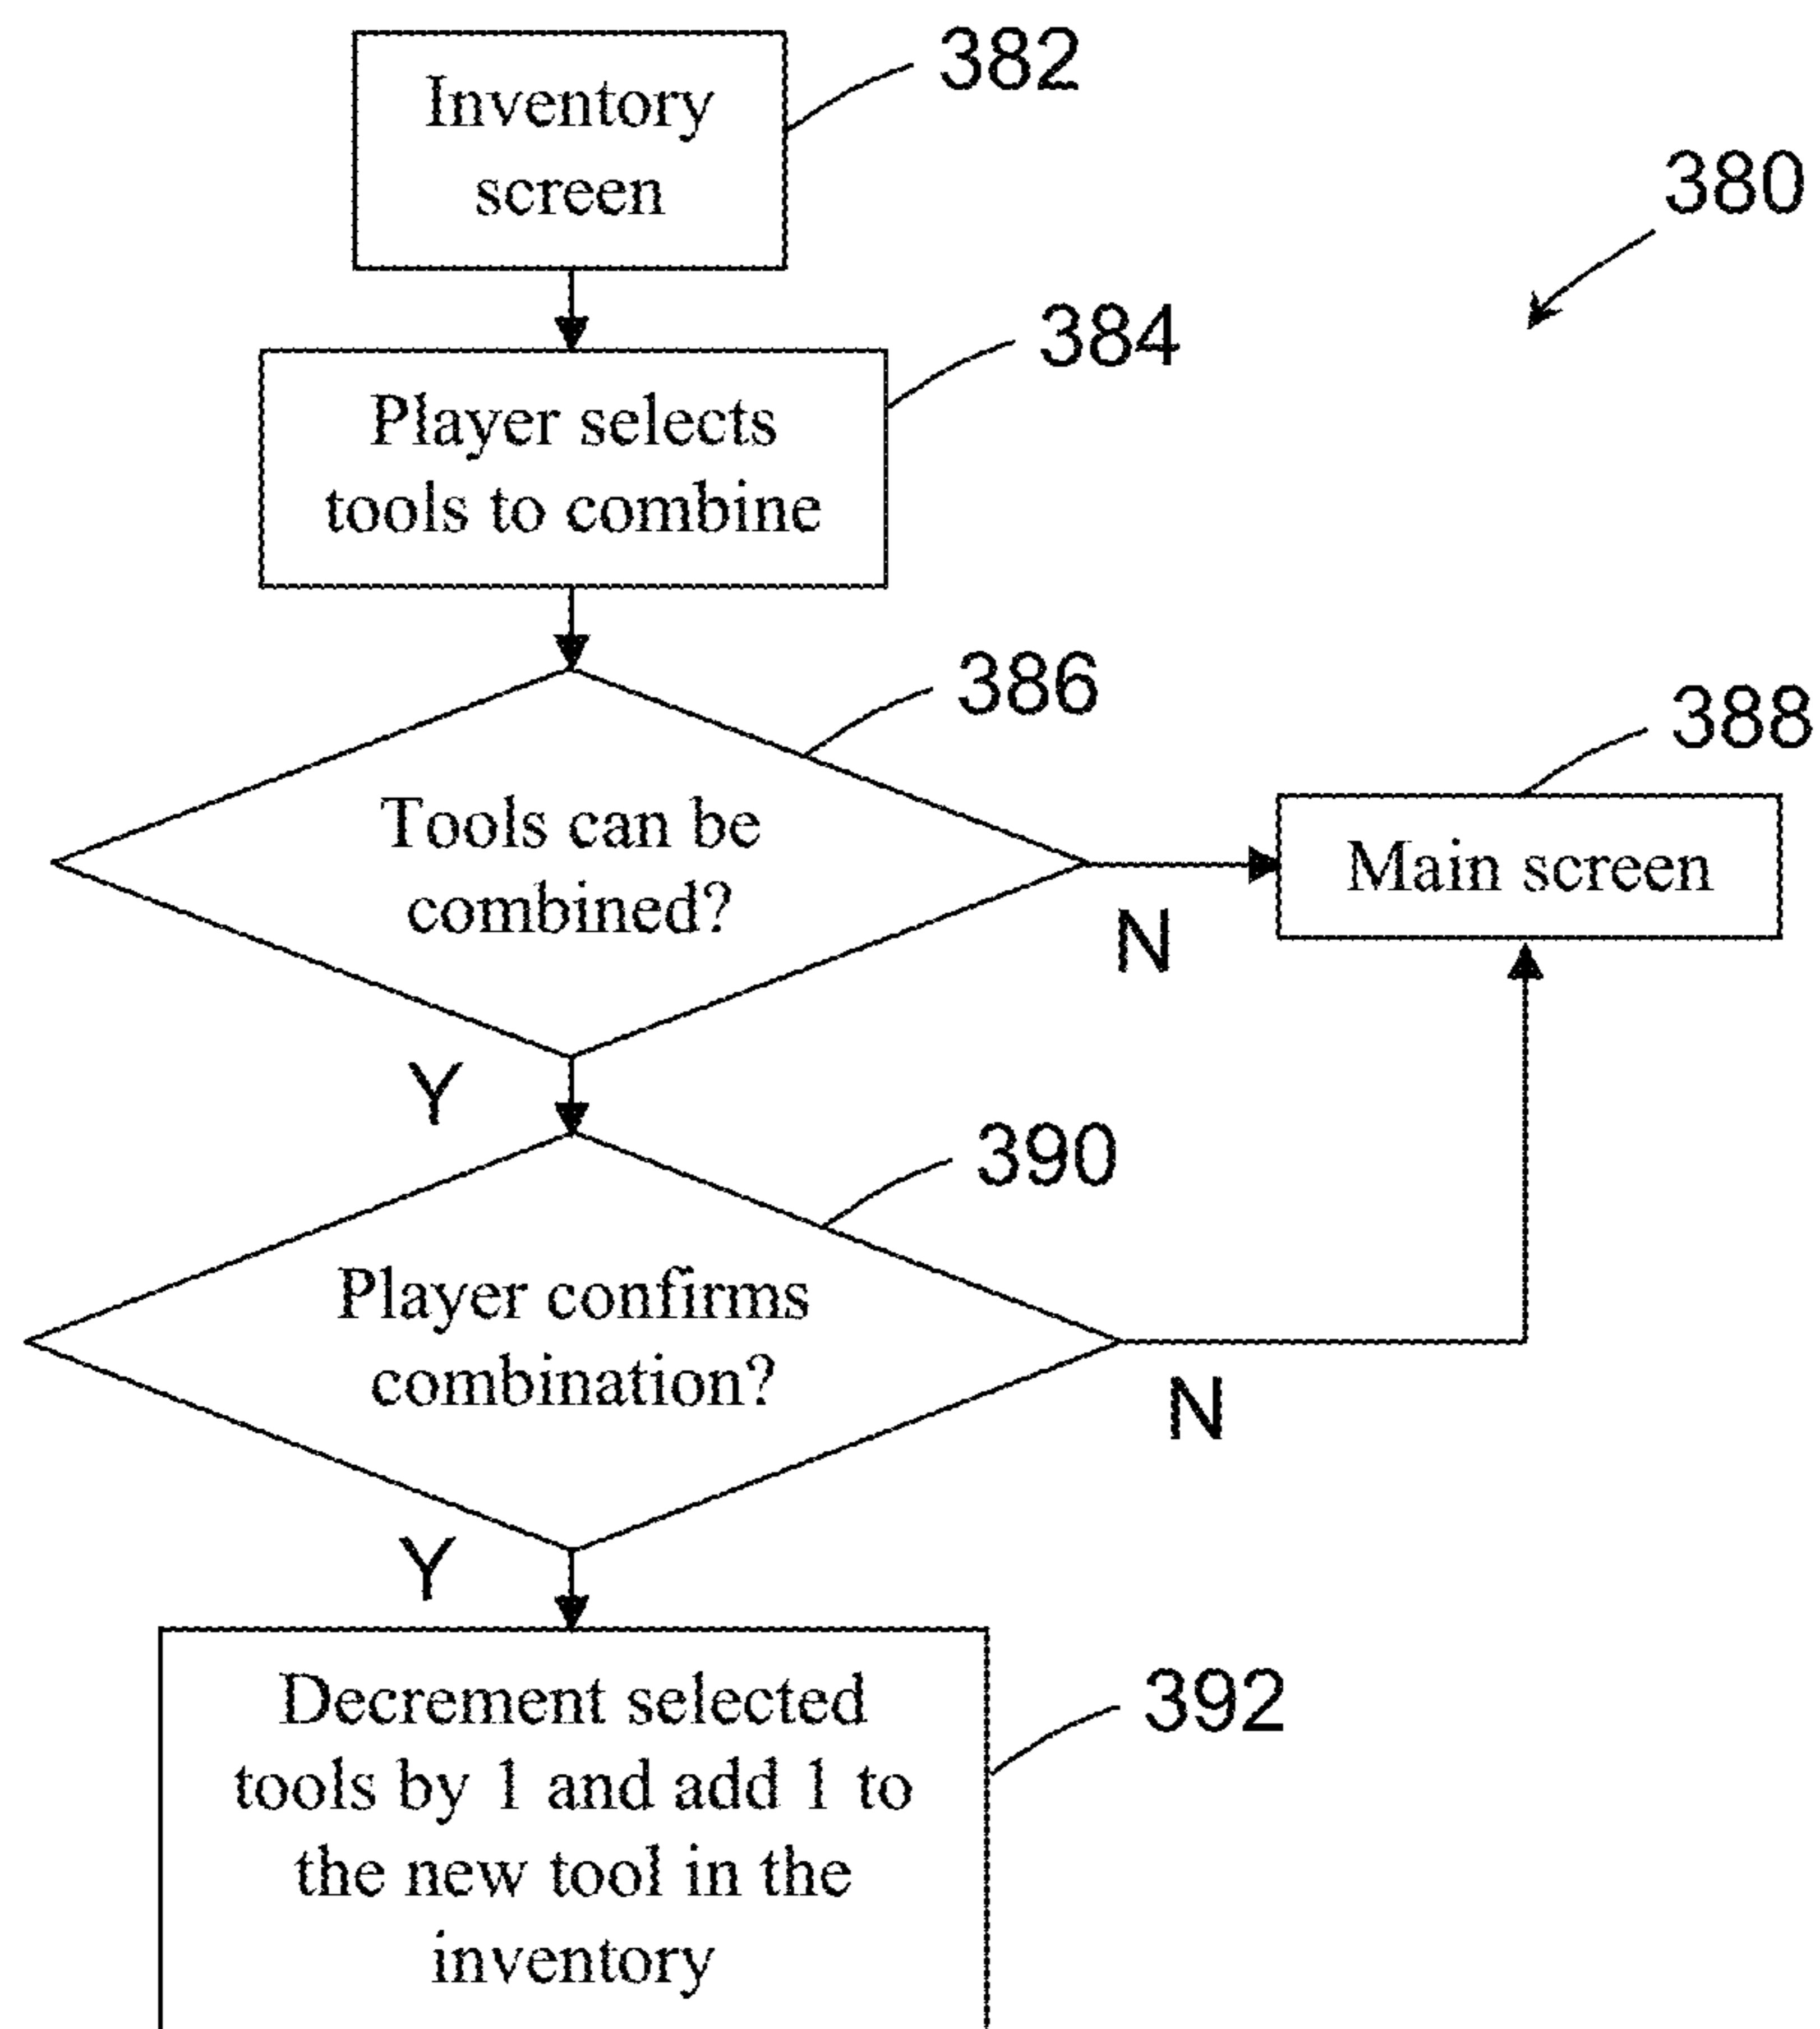 Inventory
screen
382
380
Player selects
tools to combine
384
Tools can be
combined?
386
388
Main screen
N
Y
390
Player confirms
combination?
N
Y
Decrement selected
tools by 1 and add 1 to
the new tool in the
inventory
392